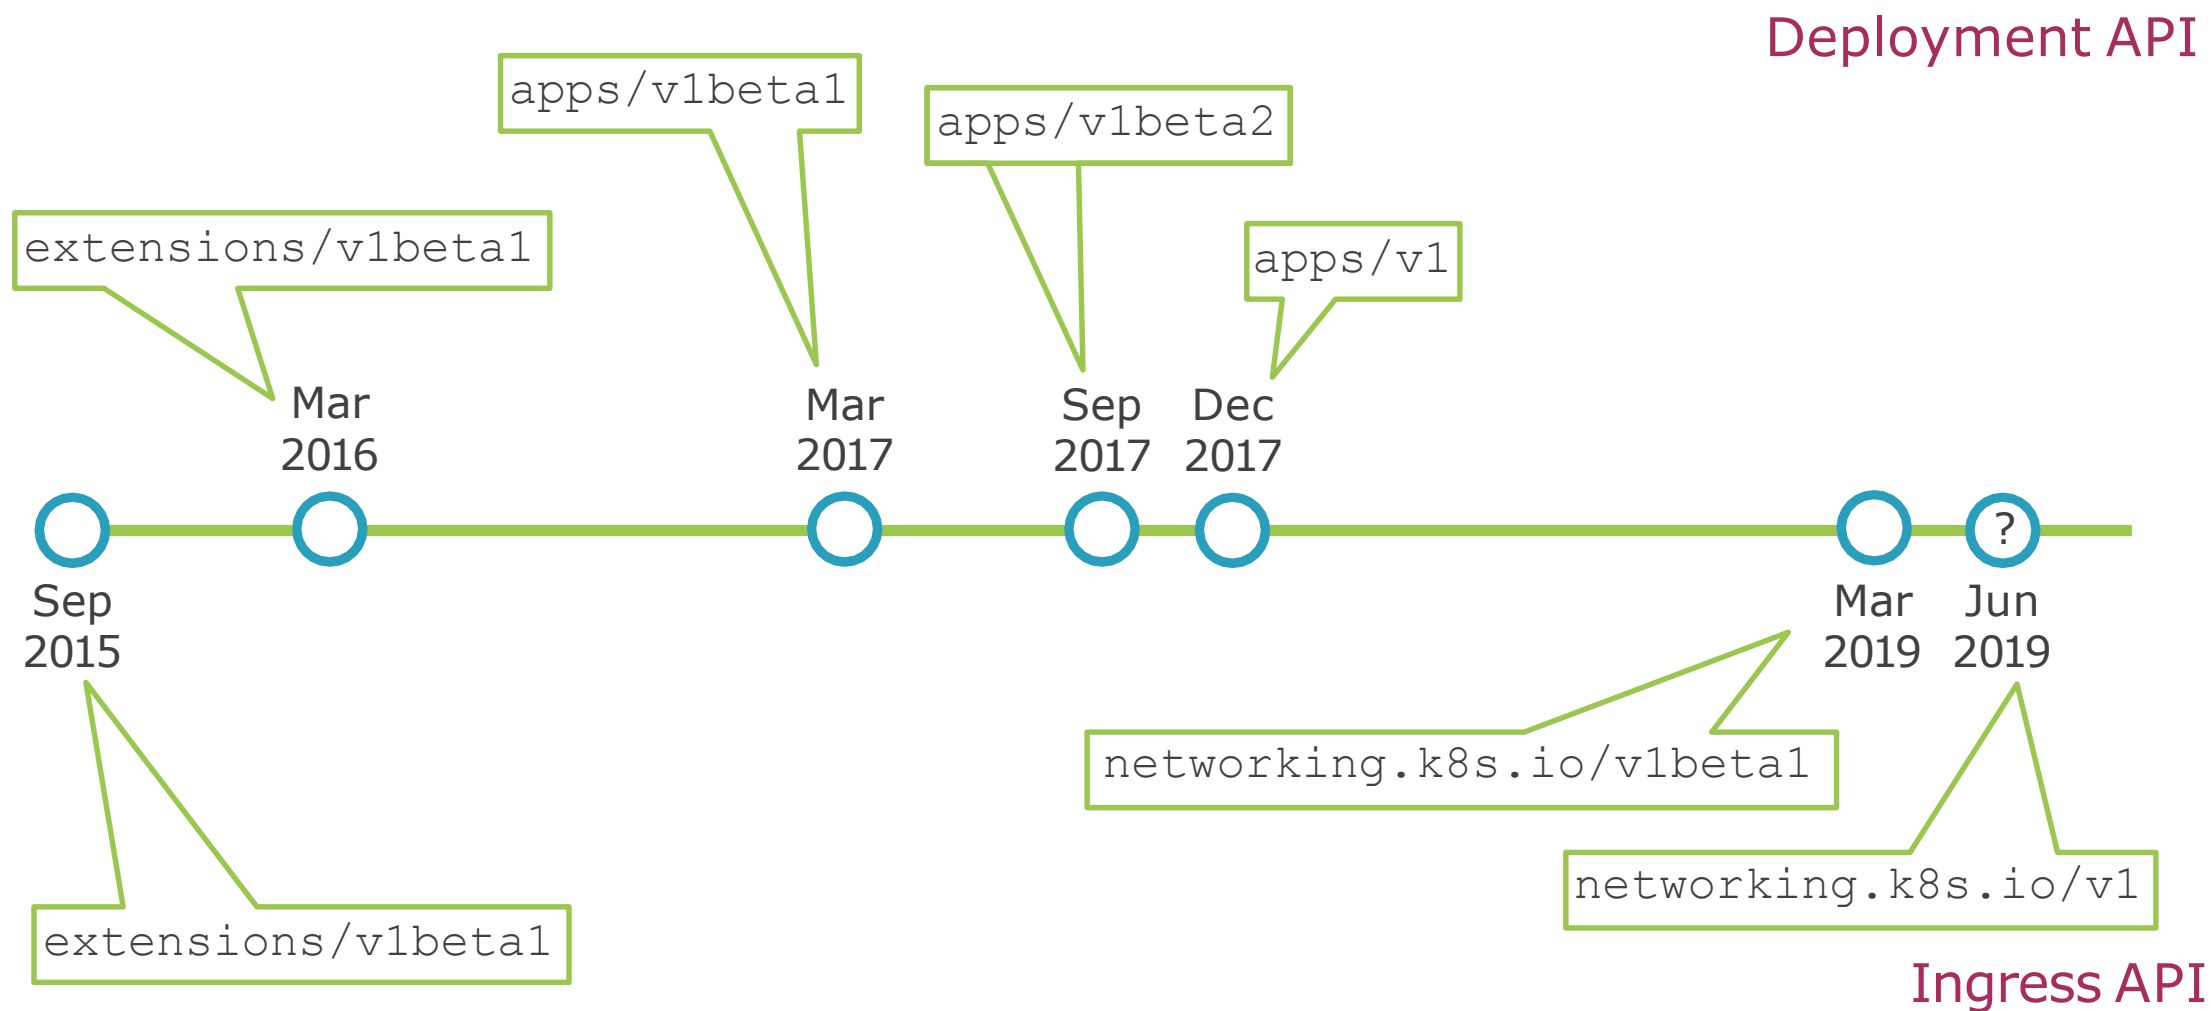 Deployment API
apps/v1beta1
apps/v1beta2
extensions/v1beta1
apps/v1
Mar
2016
Mar
2017
Sep
2017
Dec
2017
?
Sep
2015
Mar
2019
Jun
2019
networking.k8s.io/v1beta1
networking.k8s.io/v1
extensions/v1beta1
Ingress API